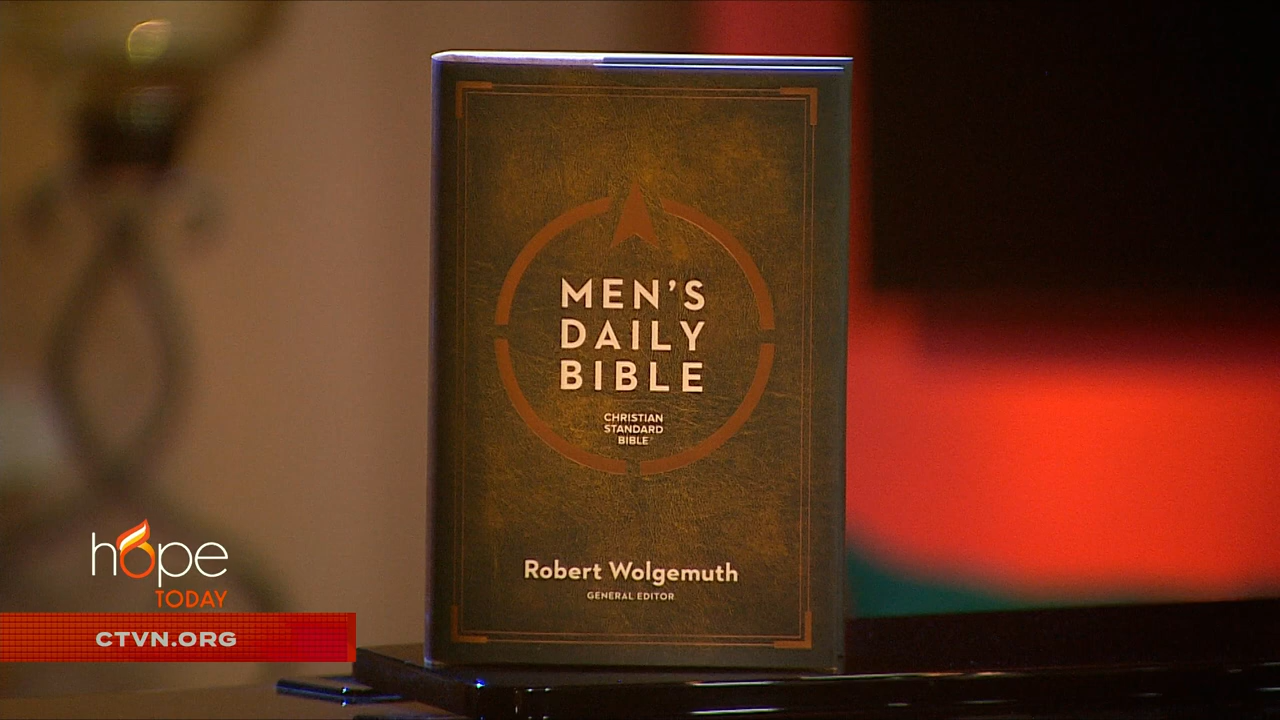 MEN'S
DAILY
BIBLE
CHRISTIAN
STANDARD
BIBLE
Robert Wolgemuth
GENERAL EDITOR
hope
TODAY
CTVN.ORG